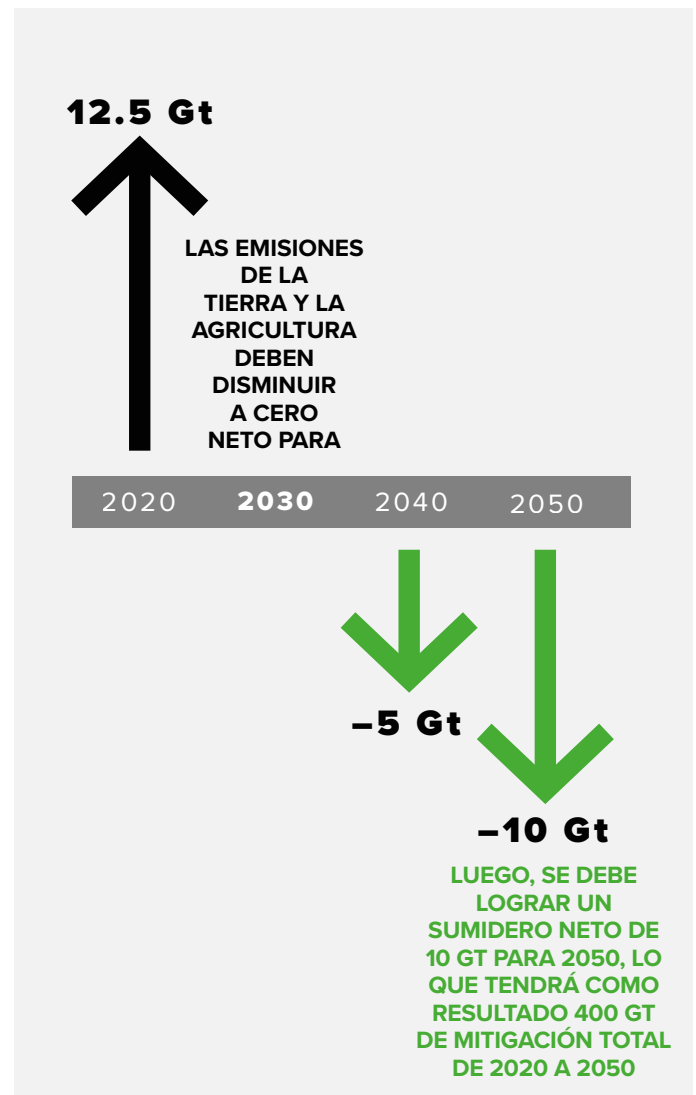 12.5 Gt
LAS EMISIONES
DE LA
TIERRA Y LA
AGRICULTURA
DEBEN
DISMINUIR
A CERO
NETO PARA
2020 2030 2040 2050
–5 Gt
–10 Gt
LUEGO, SE DEBE
LOGRAR UN
SUMIDERO NETO DE
10 GT PARA 2050, LO
QUE TENDRÁ COMO
RESULTADO 400 GT
DE MITIGACIÓN TOTAL
DE 2020 A 2050